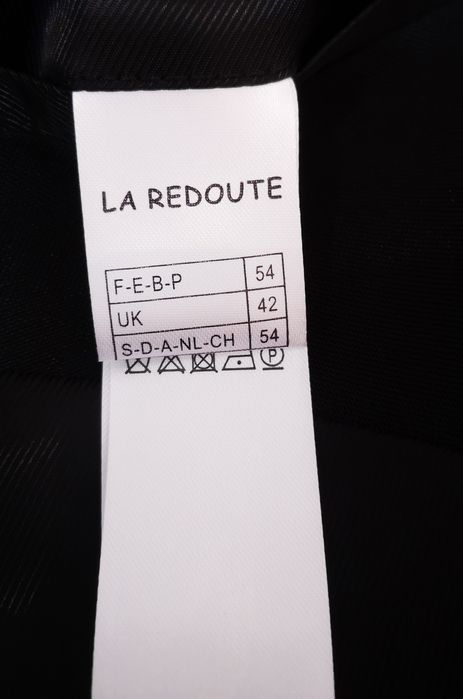 LA REDOUTE
F-E-B-P 54
UK 42
S-D-A-NL-CH 54
P